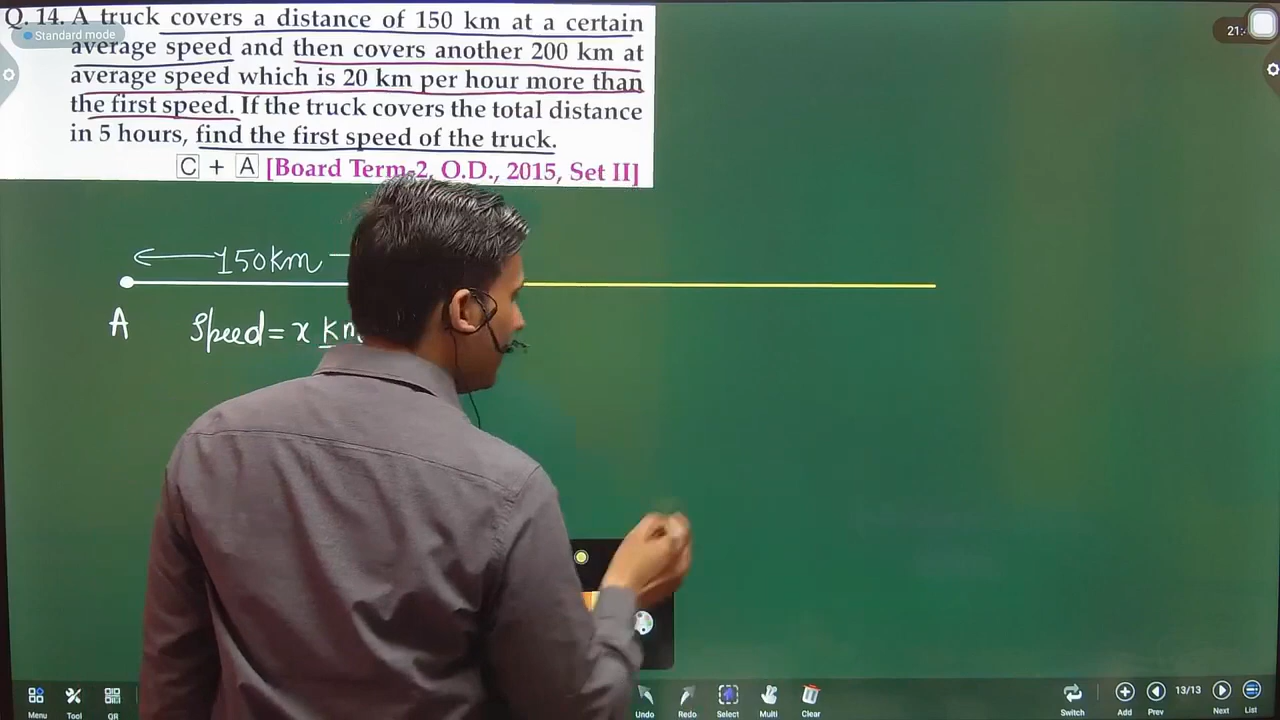 Q. 14. A truck covers a distance of 150 km at a certain
Standard mode
average speed and then covers another 200 km at
average speed which is 20 km per hour more than
the first speed. If the truck covers the total distance
in 5 hours, find the first speed of the truck.
C + A [Board Term-2, O.D., 2015, Set II]
150km
A Speed = x
Menu Tool QR Undo Redo Select Multi Clear Switch Add Prev 13/13 Next List